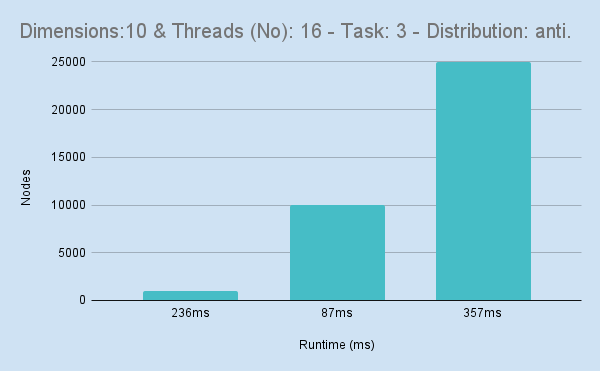 Dimensions:10 & Threads (No): 16 - Task: 3 - Distribution: anti.
25000
20000
15000
10000
5000
0
Nodes
236ms 87ms 357ms
Runtime (ms)